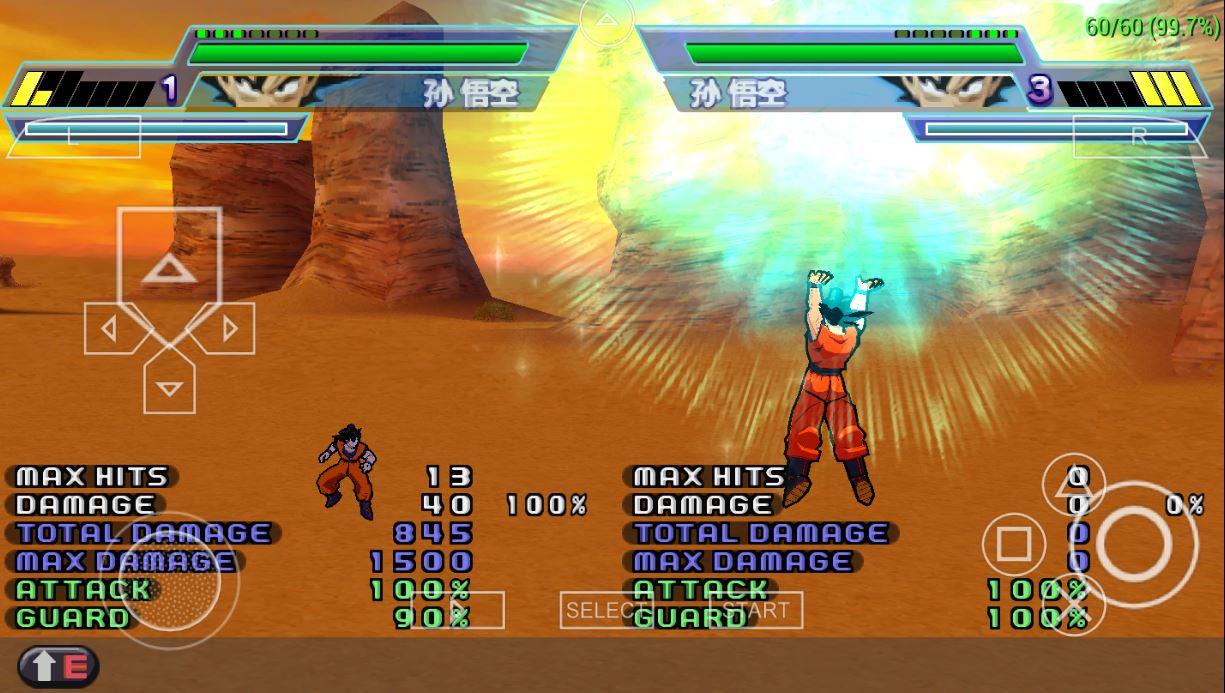 60/60 (99.7%)
1 孙 悟空
孙 悟空 3
L
R
MAX HITS 13
DAMAGE 40 100%
TOTAL DAMAGE 845
MAX DAMAGE 1500
ATTACK 100%
GUARD 90%
MAX HITS 0
DAMAGE 0 0%
TOTAL DAMAGE 0
MAX DAMAGE 0
ATTACK 100%
GUARD 100%
SELECT
START
E